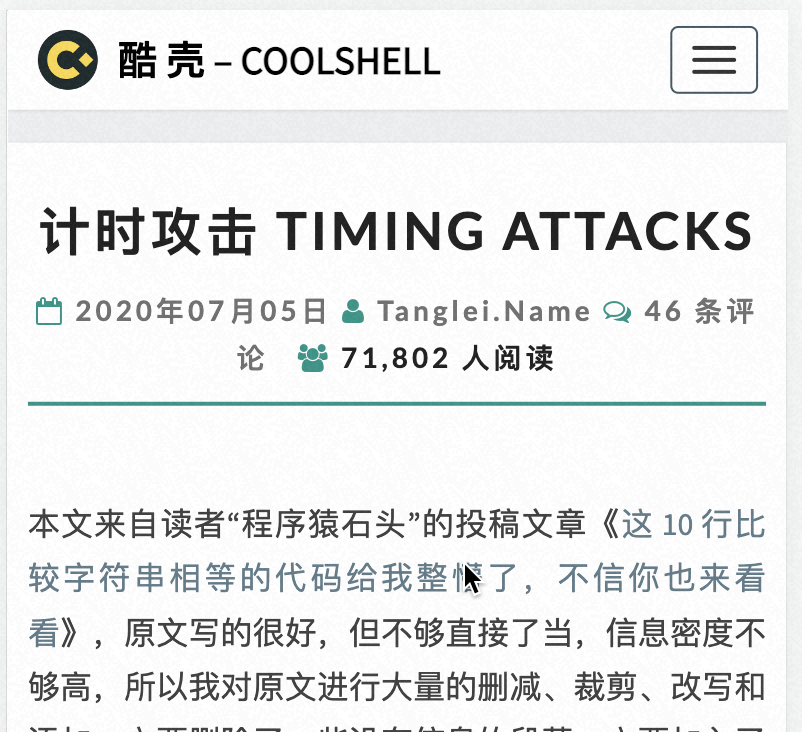 酷 壳 – COOLSHELL
计时攻击 TIMING ATTACKS
2020年07月05日 Tanglei.Name 46 条评
论 71,802 人阅读
本文来自读者“程序猿石头”的投稿文章《这 10 行比
较字符串相等的代码给我整懵了，不信你也来看
看》，原文写的很好，但不够直接了当，信息密度不
够高，所以我对原文进行大量的删减、裁剪、改写和